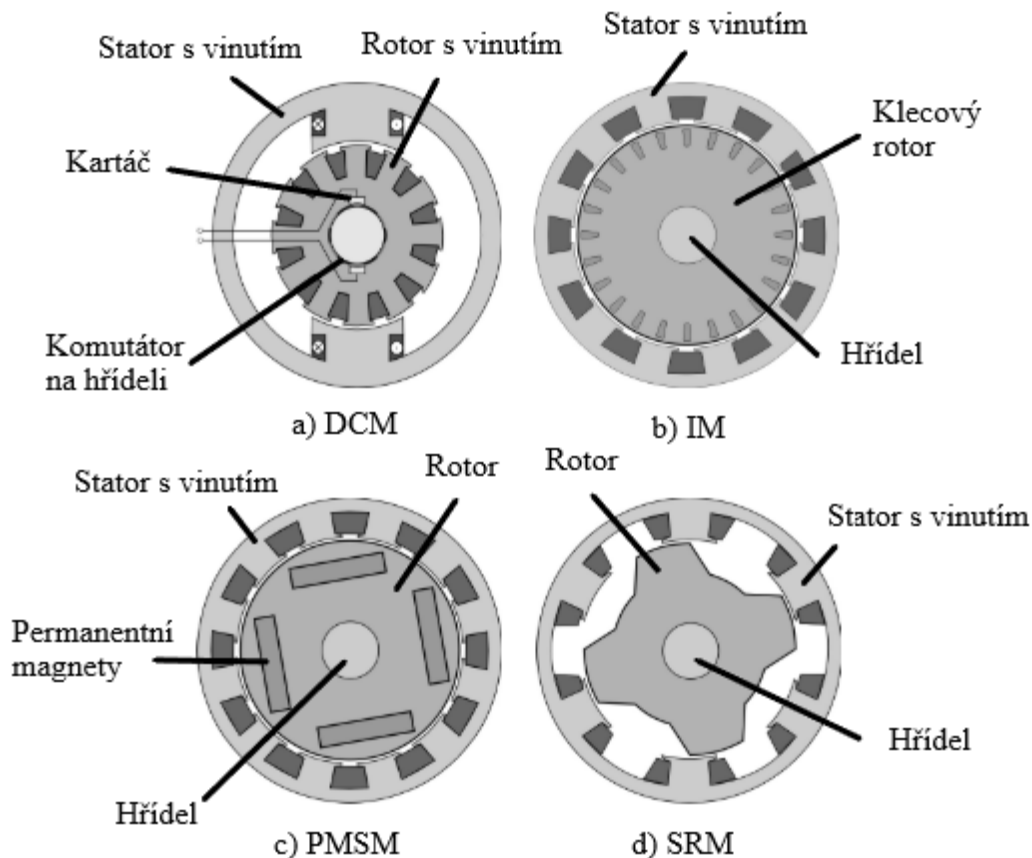 Stator s vinutím
Rotor s vinutím
Kartáč
Komutátor
na hřídeli
a) DCM
Stator s vinutím
Klecový
rotor
Hřídel
b) IM
Stator s vinutím
Rotor
Permanentní
magnety
Hřídel
c) PMSM
Rotor
Stator s vinutím
Hřídel
d) SRM